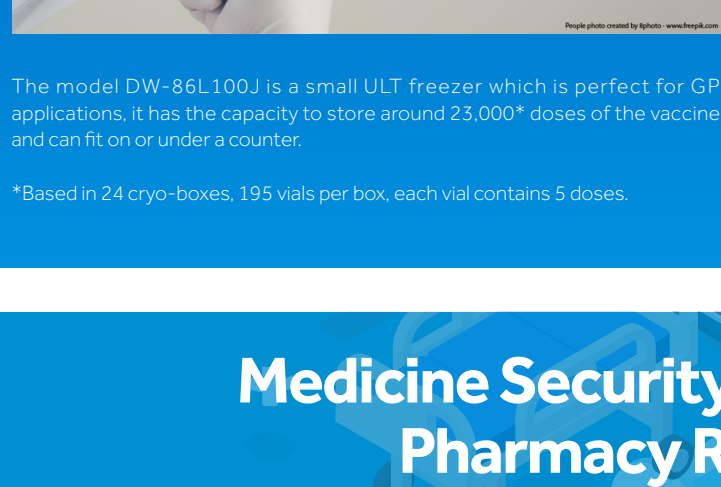 People photo created by 8photo - www.freepik.com
The model DW-86L100J is a small ULT freezer which is perfect for GP
applications, it has the capacity to store around 23,000* doses of the vaccine
and can fit on or under a counter.
*Based in 24 cryo-boxes, 195 vials per box, each vial contains 5 doses.
Medicine Security
Pharmacy R